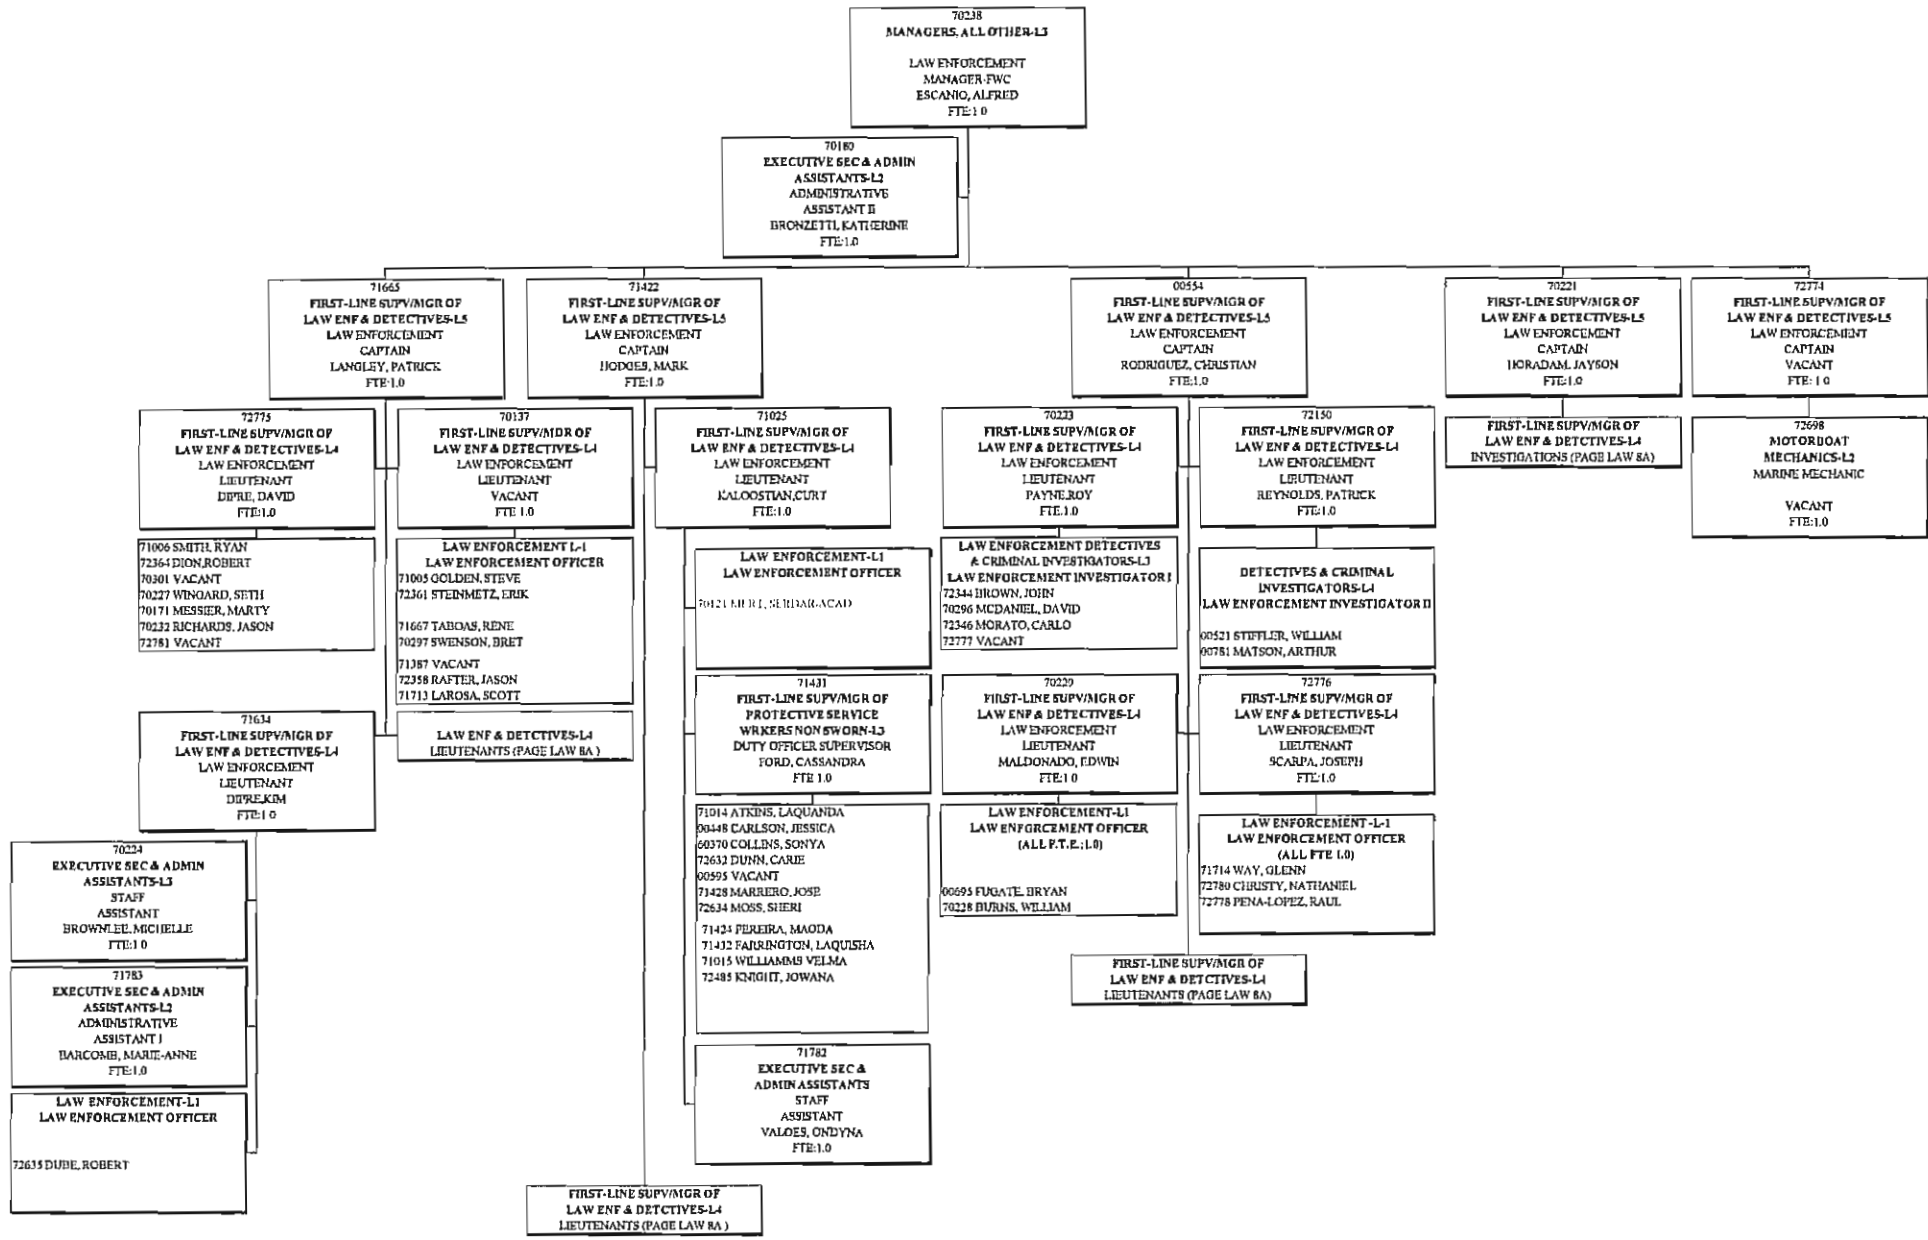 70238
MANAGERS, ALL OTHER-L3
LAW ENFORCEMENT
MANAGER-FWC
ESCANIO, ALFRED
FTE:1.0
70180
EXECUTIVE SEC & ADMIN
ASSISTANTS-L2
ADMINISTRATIVE
ASSISTANT II
BRONZETTI, KATHERINE
FTE:1.0
71665
FIRST-LINE SUPV/MGR OF
LAW ENF & DETECTIVES-L5
LAW ENFORCEMENT
CAPTAIN
LANGLEY, PATRICK
FTE:1.0
71422
FIRST-LINE SUPV/MGR OF
LAW ENF & DETECTIVES-L5
LAW ENFORCEMENT
CAPTAIN
HODGES, MARK
FTE:1.0
00554
FIRST-LINE SUPV/MGR OF
LAW ENF & DETECTIVES-L5
LAW ENFORCEMENT
CAPTAIN
RODRIGUEZ, CHRISTIAN
FTE:1.0
70221
FIRST-LINE SUPV/MGR OF
LAW ENF & DETECTIVES-L5
LAW ENFORCEMENT
CAPTAIN
HORADAM, JAYSON
FTE:1.0
72774
FIRST-LINE SUPV/MGR OF
LAW ENF & DETECTIVES-L5
LAW ENFORCEMENT
CAPTAIN
VACANT
FTE: 1 0
72775
FIRST-LINE SUPV/MGR OF
LAW ENF & DETECTIVES-L4
LAW ENFORCEMENT
LIEUTENANT
DIPRE, DAVID
FTE:1.0
70137
FIRST-LINE SUPV/MDR OF
LAW ENF & DETECTIVES-L4
LAW ENFORCEMENT
LIEUTENANT
VACANT
FTE 1.0
71025
FIRST-LINE SUPV/MGR OF
LAW ENF & DETECTIVES-L4
LAW ENFORCEMENT
LIEUTENANT
KALOOSTIAN,CURT
FTE:1.0
70223
FIRST-LINE SUPV/MGR OF
LAW ENF & DETECTIVES-L4
LAW ENFORCEMENT
LIEUTENANT
PAYNE,ROY
FTE:1.0
72150
FIRST-LINE SUPV/MGR OF
LAW ENF & DETECTIVES-L4
LAW ENFORCEMENT
LIEUTENANT
REYNOLDS, PATRICK
FTE:1.0
FIRST-LINE SUPV/MGR OF
LAW ENF & DETCTIVES-L4
INVESTIGATIONS (PAGE LAW 8A)
72698
MOTORBOAT
MECHANICS-L2
MARINE MECHANIC
VACANT
FTE:1.0
71006 SMITH, RYAN
72364 DION,ROBERT
70301 VACANT
70227 WINGARD, SETH
70171 MESSIER, MARTY
70232 RICHARDS, JASON
72781 VACANT
LAW ENFORCEMENT L-1
LAW ENFORCEMENT OFFICER
71005 GOLDEN, STEVE
72361 STEINMETZ, ERIK
71667 TABOAS, RENE
70297 SWENSON, BRET
71387 VACANT
72358 RAFTER, JASON
71713 LAROSA, SCOTT
LAW ENFORCEMENT-L1
LAW ENFORCEMENT OFFICER
70121 MERT, SERDAR-ACAD
LAW ENFORCEMENT DETECTIVES
& CRIMINAL INVESTIGATORS-L3
LAW ENFORCEMENT INVESTIGATOR I
72344 BROWN, JOHN
70296 MCDANIEL, DAVID
72346 MORATO, CARLO
72777 VACANT
DETECTIVES & CRIMINAL
INVESTIGATORS-L4
LAW ENFORCEMENT INVESTIGATOR II
00521 STIFFLER, WILLIAM
00781 MATSON, ARTHUR
71634
FIRST-LINE SUPV/MGR OF
LAW ENF & DETECTIVES-L4
LAW ENFORCEMENT
LIEUTENANT
DIPRE,KIM
FTE:1 0
LAW ENF & DETCTIVES-L4
LIEUTENANTS (PAGE LAW 8A )
71431
FIRST-LINE SUPV/MGR OF
PROTECTIVE SERVICE
WRKERS NON SWORN-L3
DUTY OFFICER SUPERVISOR
FORD, CASSANDRA
FTE 1.0
70220
FIRST-LINE SUPV/MGR OF
LAW ENF & DETECTIVES-L4
LAW ENFORCEMENT
LIEUTENANT
MALDONADO, EDWIN
FTE:1 0
72776
FIRST-LINE SUPV/MGR OF
LAW ENF & DETECTIVES-L4
LAW ENFORCEMENT
LIEUTENANT
SCARPA, JOSEPH
FTE:1.0
71014 ATKINS, LAQUANDA
00448 CARLSON, JESSICA
60370 COLLINS, SONYA
72632 DUNN, CARIE
00595 VACANT
71428 MARRERO, JOSE
72634 MOSS, SHERI
71424 PEREIRA, MAGDA
71432 FARRINGTON, LAQUISHA
71015 WILLIAMMS VELMA
72485 KNIGHT, JOWANA
LAW ENFORCEMENT-L1
LAW ENFORCEMENT OFFICER
(ALL F.T.E.:1.0)
00695 FUGATE, BRYAN
70228 BURNS, WILLIAM
LAW ENFORCEMENT -L-1
LAW ENFORCEMENT OFFICER
(ALL FTE 1.0)
71714 WAY, GLENN
72780 CHRISTY, NATHANIEL
72778 PENA-LOPEZ, RAUL
70224
EXECUTIVE SEC & ADMIN
ASSISTANTS-L3
STAFF
ASSISTANT
BROWNLEE, MICHELLE
FTE:1 0
71783
EXECUTIVE SEC & ADMIN
ASSISTANTS-L2
ADMINISTRATIVE
ASSISTANT I
BARCOMB, MARIE-ANNE
FTE:1.0
LAW ENFORCEMENT-L1
LAW ENFORCEMENT OFFICER
72635 DUBE, ROBERT
FIRST-LINE SUPV/MGR OF
LAW ENF & DETCTIVES-L4
LIEUTENANTS (PAGE LAW 8A)
71782
EXECUTIVE SEC &
ADMIN ASSISTANTS
STAFF
ASSISTANT
VALDES, ONDYNA
FTE:1.0
FIRST-LINE SUPV/MGR OF
LAW ENF & DETCTIVES-L4
LIEUTENANTS (PAGE LAW 8A )